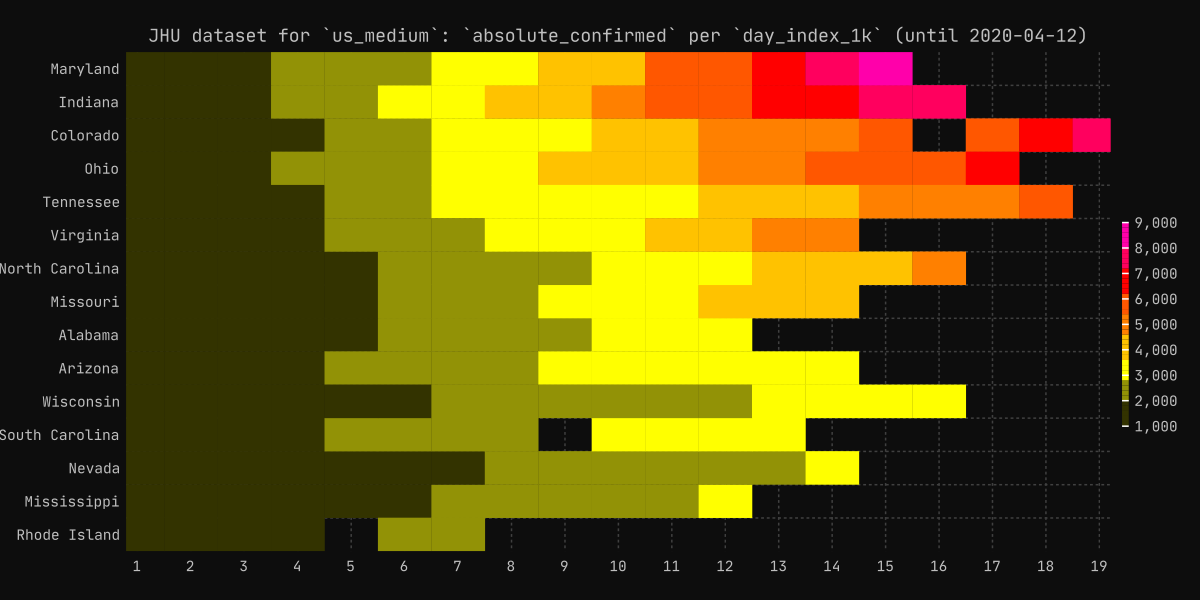 JHU dataset for `us_medium`: `absolute_confirmed` per `day_index_1k` (until 2020-04-12)
Maryland
Indiana
Colorado
Ohio
Tennessee
Virginia
North Carolina
Missouri
Alabama
Arizona
Wisconsin
South Carolina
Nevada
Mississippi
Rhode Island
1 2 3 4 5 6 7 8 9 10 11 12 13 14 15 16 17 18 19
9,000
8,000
7,000
6,000
5,000
4,000
3,000
2,000
1,000